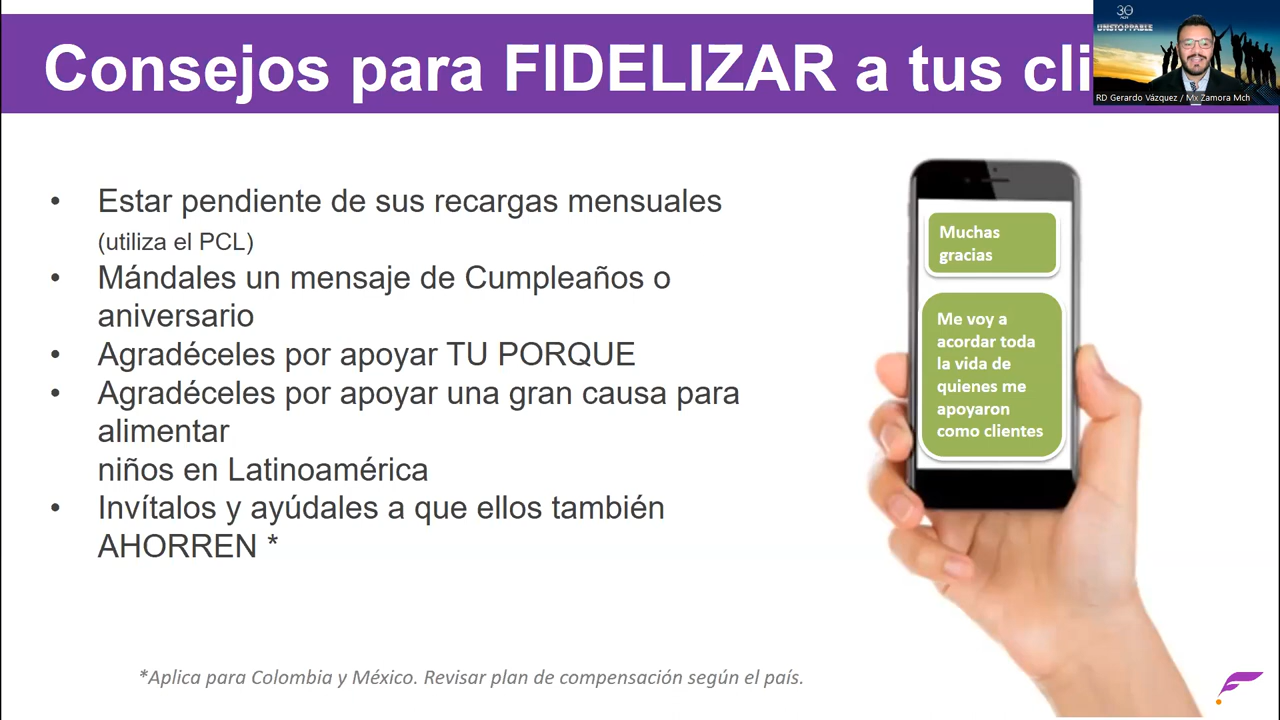 Consejos para FIDELIZAR a tus cli
30
UNSTOPPABLE
RD Gerardo Vázquez / Mx Zamora Mch
• Estar pendiente de sus recargas mensuales
(utiliza el PCL)
• Mándales un mensaje de Cumpleaños o
aniversario
• Agradéceles por apoyar TU PORQUE
• Agradéceles por apoyar una gran causa para
alimentar
niños en Latinoamérica
• Invítalos y ayúdales a que ellos también
AHORREN *
Muchas
gracias
Me voy a
acordar toda
la vida de
quienes me
apoyaron
como clientes
*Aplica para Colombia y México. Revisar plan de compensación según el país.